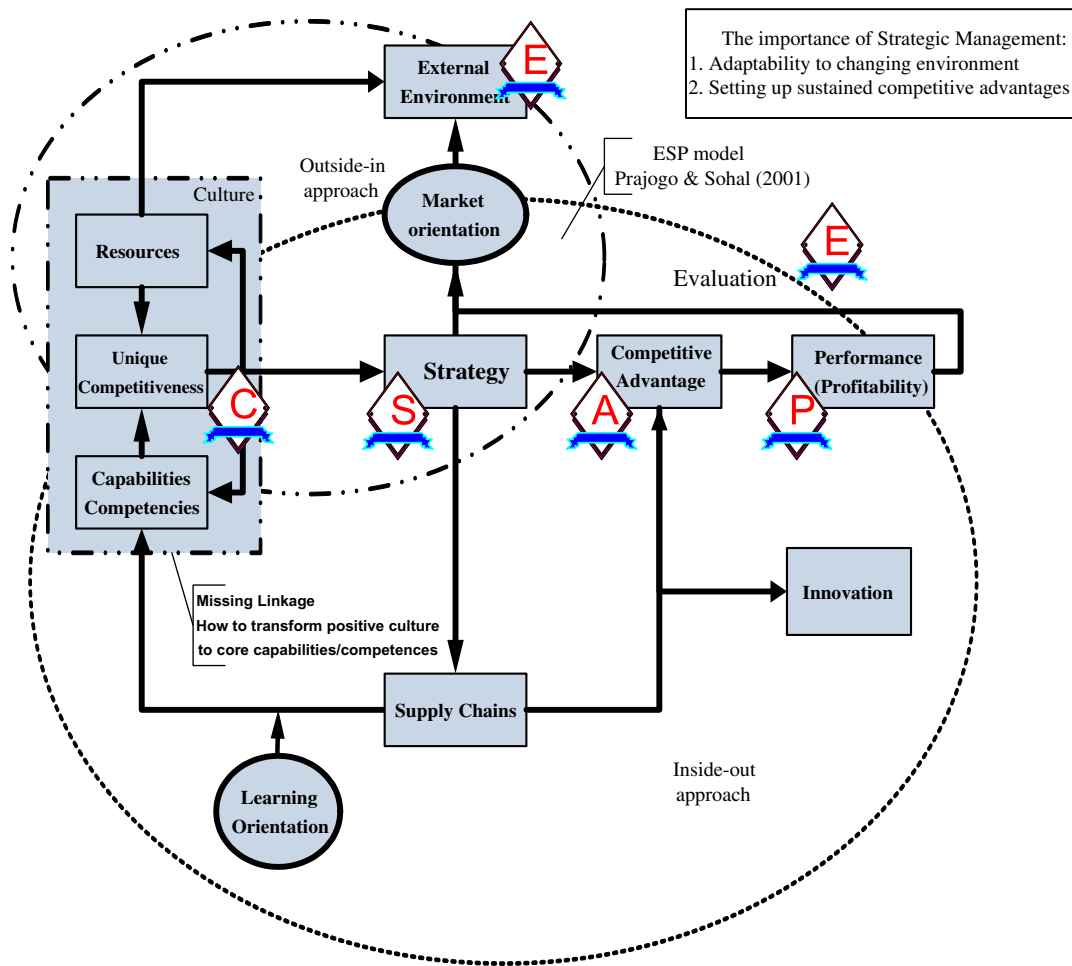 The importance of Strategic Management:
1. Adaptability to changing environment
2. Setting up sustained competitive advantages
External
Environment
E
ESP model
Prajogo & Sohal (2001)
Outside-in
approach
Culture
Market
orientation
Resources
E
Evaluation
Unique
Competitiveness
C
Strategy
S
Competitive
Advantage
A
Performance
(Profitability)
P
Capabilities
Competencies
Missing Linkage
How to transform positive culture
to core capabilities/competences
Innovation
Supply Chains
Inside-out
approach
Learning
Orientation